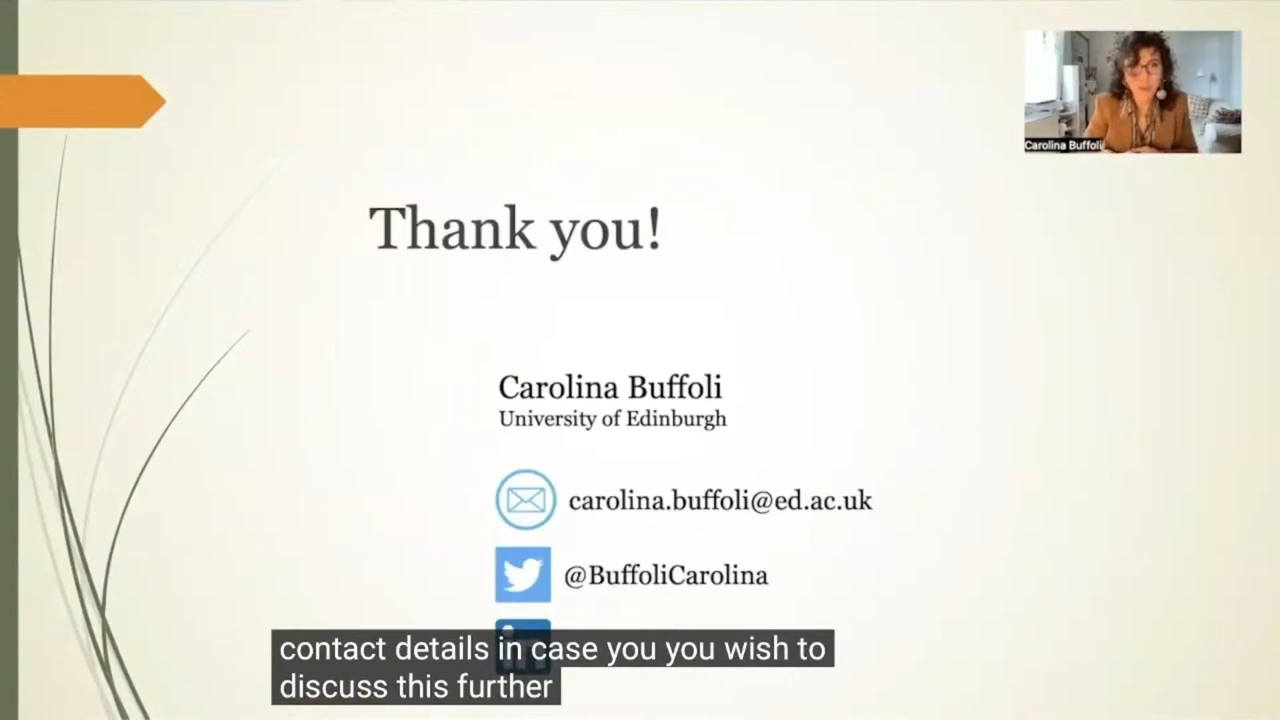 Carolina Buffoli
Thank you!
Carolina Buffoli
University of Edinburgh
carolina.buffoli@ed.ac.uk
@BuffoliCarolina
in
contact details in case you you wish to
discuss this further